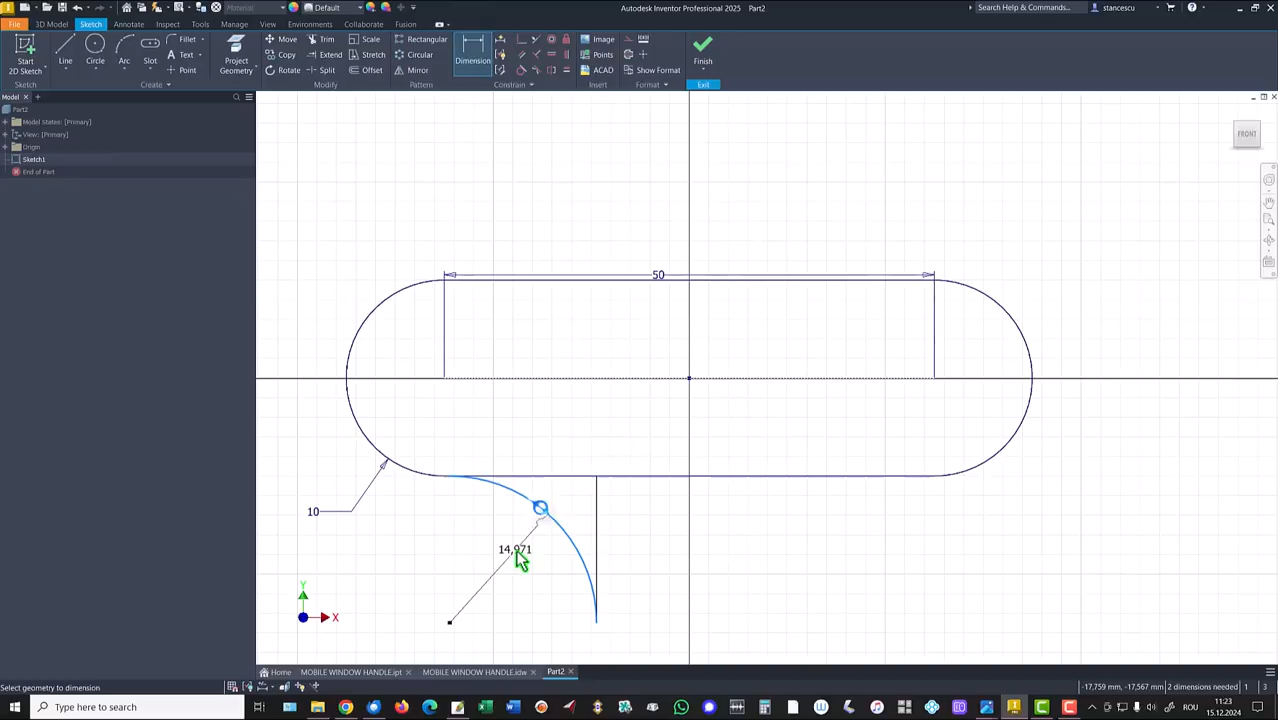 Default
Autodesk Inventor Professional 2025 Part2
Search Help & Commands...
stancescu
File
3D Model
Sketch
Annotate
Inspect
Tools
Manage
View
Environments
Collaborate
Fusion
Start
2D Sketch
Line
Circle
Arc
Slot
Fillet
Text
Point
Project
Geometry
Move
Copy
Rotate
Trim
Extend
Split
Scale
Stretch
Offset
Rectangular
Circular
Mirror
Dimension
Image
Points
ACAD
Show Format
Finish
Sketch
Create
Modify
Pattern
Constrain
Insert
Format
Exit
Model
Part2
Model States: [Primary]
View: [Primary]
Origin
Sketch1
End of Part
FRONT
50
10
14,971
Y
X
Home
MOBILE WINDOW HANDLE.ipt
MOBILE WINDOW HANDLE.idw
Part2
Select geometry to dimension
-17,759 mm, -17,567 mm
2 dimensions needed
1
3
Type here to search
ROU
11:23
15.12.2024